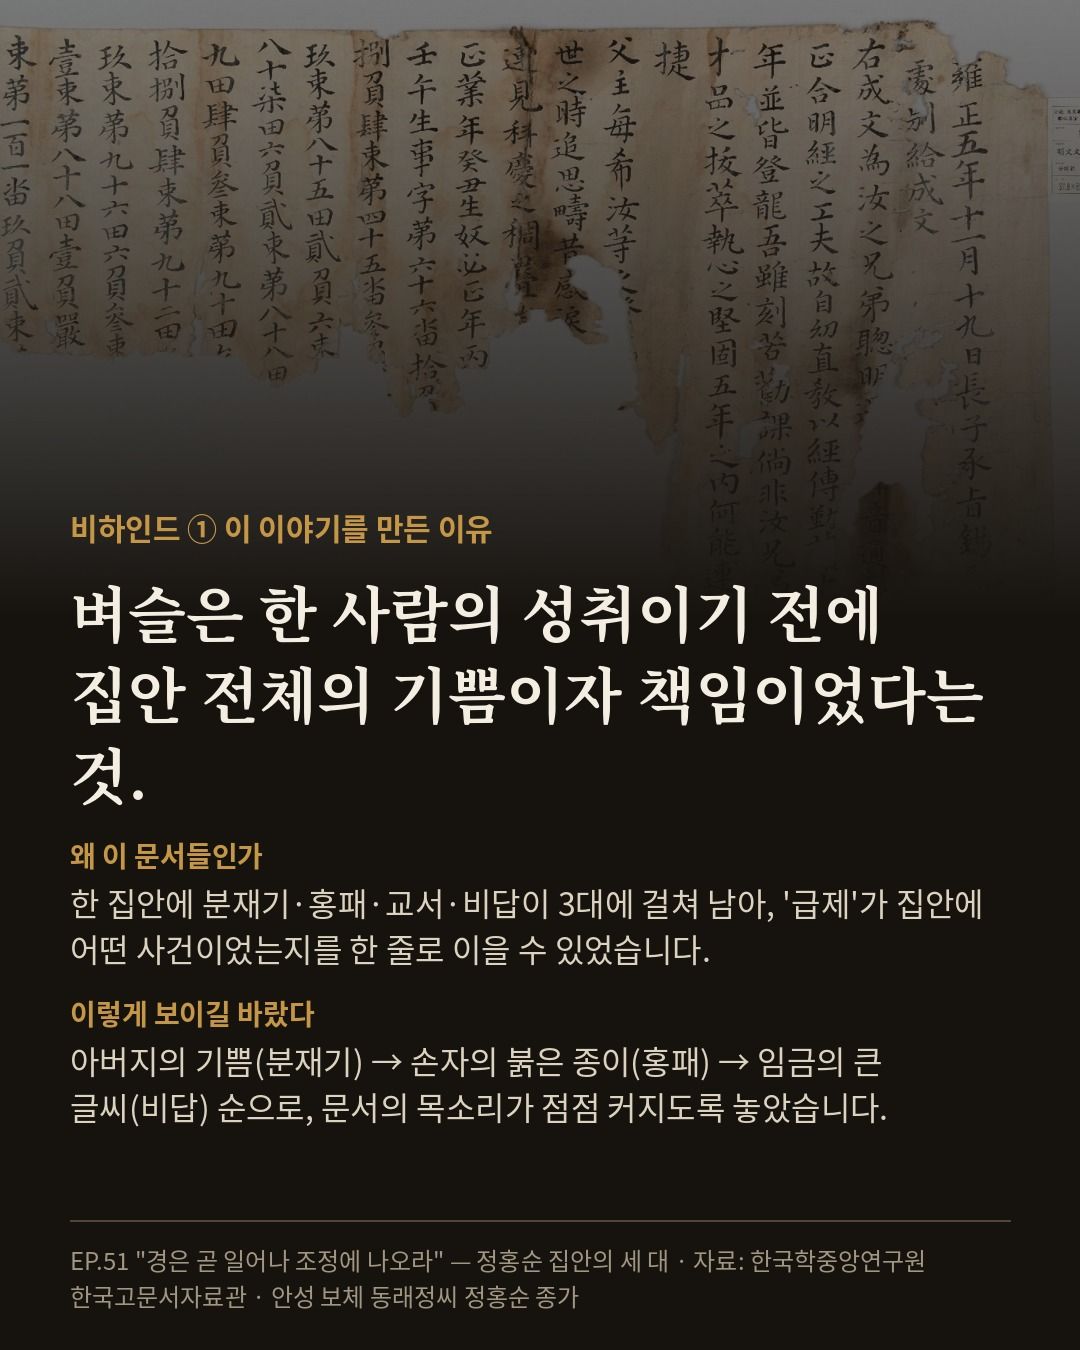 雍正五年十一月十九日長子承旨錫
處別給成文
右成文為汝之兄弟聰明
正合明經之工夫故自幼直敎以經傳勤
年並皆登龍吾雖刻苦勸課倘非汝兄
才品之拔萃執心之堅固五年之內何能連
捷
父主每希汝等之
世之時追思疇昔感淚
連見科慶之稠
正業年癸丑生奴必正年丙
壬午生事字第六十六畓拾
捌負肆束第四十五畓參
玖束第八十五田貳負六束
八十柒田六負貳束第八十八田
九田肆負參束第九十田
拾捌負肆束第九十二田
玖束第九十六田六負參束
壹束第八十八田壹負嚴
束第一百一畓玖負貳束
비하인드 ① 이 이야기를 만든 이유
벼슬은 한 사람의 성취이기 전에
집안 전체의 기쁨이자 책임이었다는
것.
왜 이 문서들인가
한 집안에 분재기·홍패·교서·비답이 3대에 걸쳐 남아, '급제'가 집안에
어떤 사건이었는지를 한 줄로 이을 수 있었습니다.
이렇게 보이길 바랐다
아버지의 기쁨(분재기) → 손자의 붉은 종이(홍패) → 임금의 큰
글씨(비답) 순으로, 문서의 목소리가 점점 커지도록 놓았습니다.
EP.51 "경은 곧 일어나 조정에 나오라" — 정홍순 집안의 세 대 · 자료: 한국학중앙연구원
한국고문서자료관 · 안성 보체 동래정씨 정홍순 종가